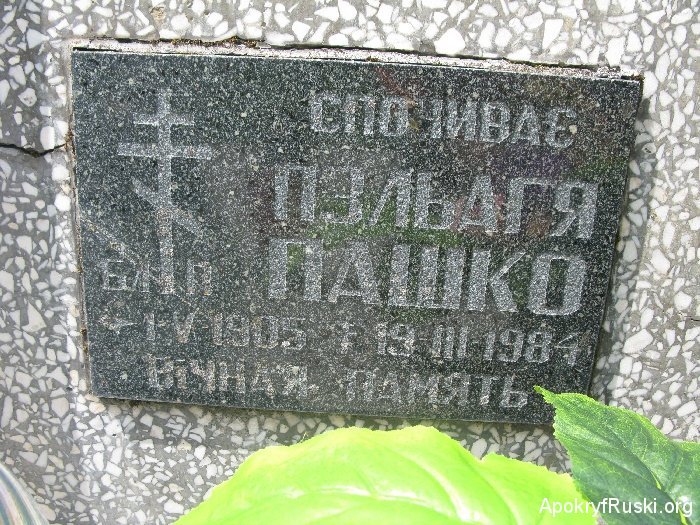 СПОЧИВАЄ
ПЭЛЬАГЯ
ПАШКО
Б/П П
1·V·1905 † 19·III·1984
ВІЧНАЯ ПАМЯТЬ
ApokryfRuski.org